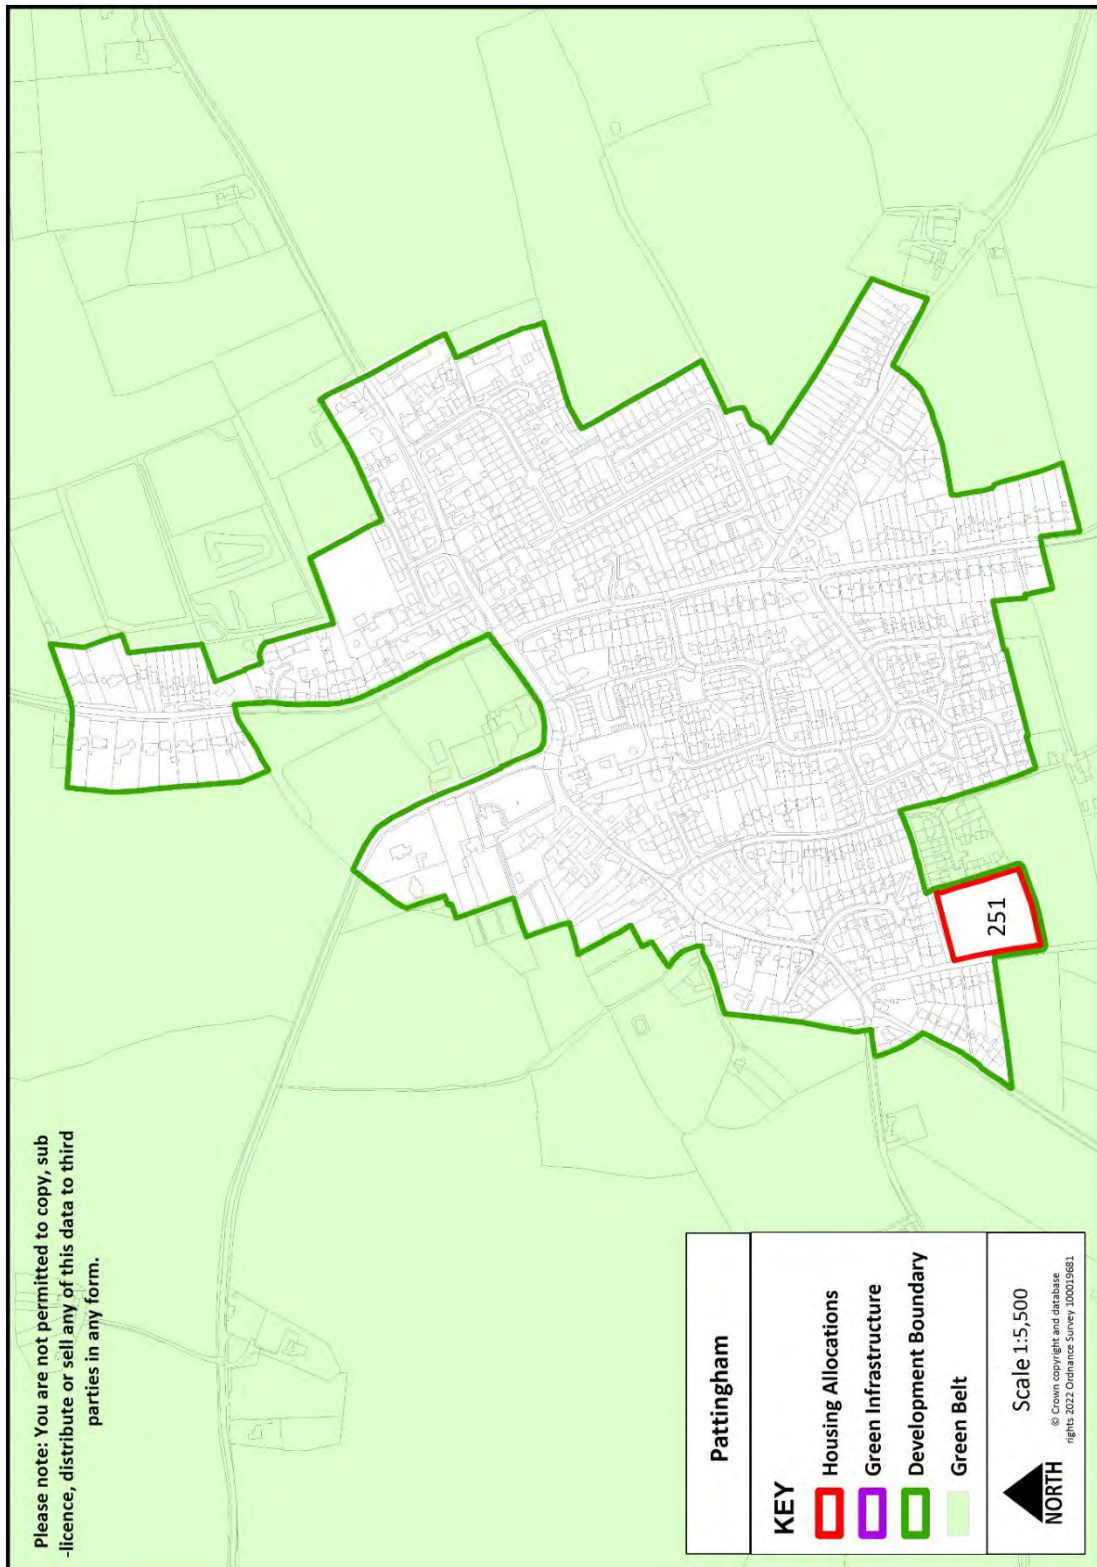 Please note: You are not permitted to copy, sub
-licence, distribute or sell any of this data to third
parties in any form.
251
Pattingham
KEY
Housing Allocations
Green Infrastructure
Development Boundary
Green Belt
NORTH
Scale 1:5,500
© Crown copyright and database
rights 2022 Ordnance Survey 100019681